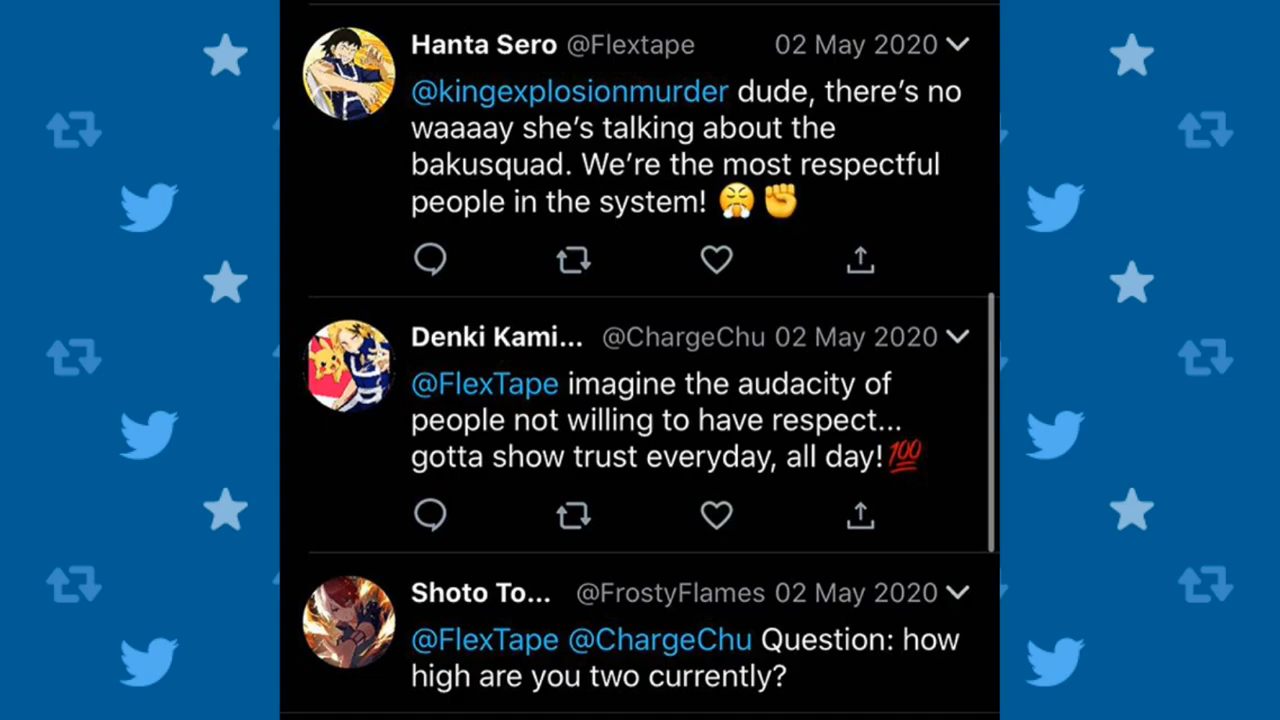 Hanta Sero @Flextape 02 May 2020
@kingexplosionmurder dude, there's no
waaaay she's talking about the
bakusquad. We're the most respectful
people in the system! 😤✊
Denki Kami... @ChargeChu 02 May 2020
@FlexTape imagine the audacity of
people not willing to have respect...
gotta show trust everyday, all day!💯
Shoto To... @FrostyFlames 02 May 2020
@FlexTape @ChargeChu Question: how
high are you two currently?